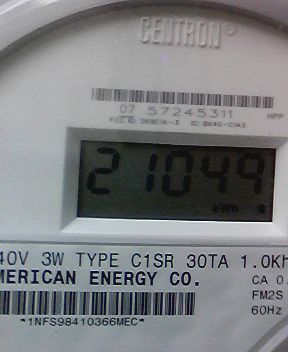 CENTRON®
07 57245311
HPP
21049
kWh
40V 3W TYPE C1SR 30TA 1.0Kh
MERICAN ENERGY CO.
CA 0.
FM2S
60Hz
*1NFS98410366MEC*